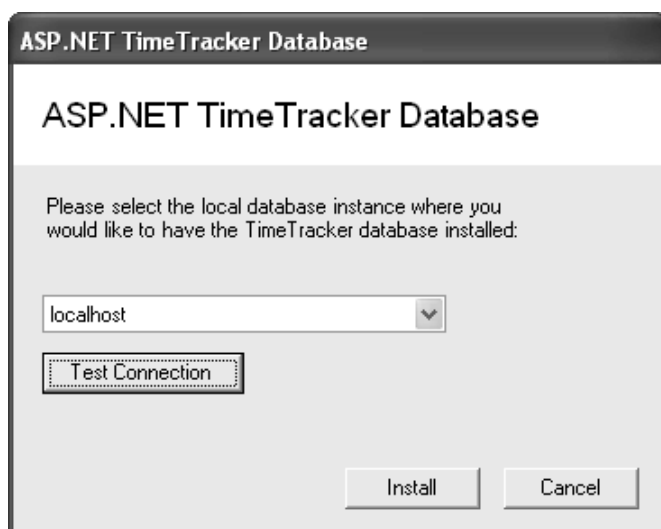 ASP.NET TimeTracker Database
ASP.NET TimeTracker Database
Please select the local database instance where you
would like to have the TimeTracker database installed:
localhost
Test Connection
Install
Cancel